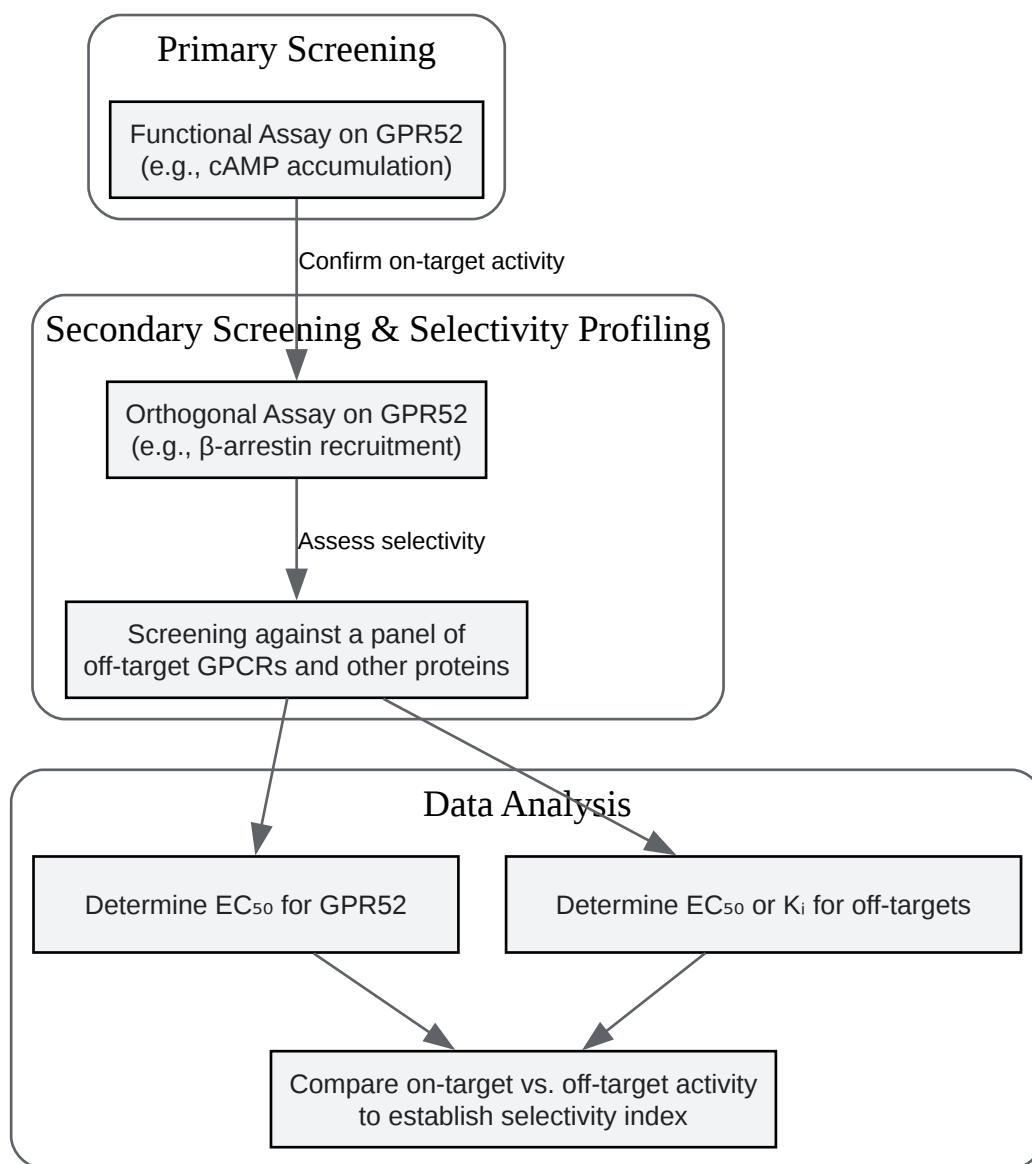 Primary Screening
Functional Assay on GPR52
(e.g., cAMP accumulation)
Confirm on-target activity
Secondary Screening & Selectivity Profiling
Orthogonal Assay on GPR52
(e.g., β-arrestin recruitment)
Assess selectivity
Screening against a panel of
off-target GPCRs and other proteins
Data Analysis
Determine EC₅₀ for GPR52
Determine EC₅₀ or Kᵢ for off-targets
Compare on-target vs. off-target activity
to establish selectivity index